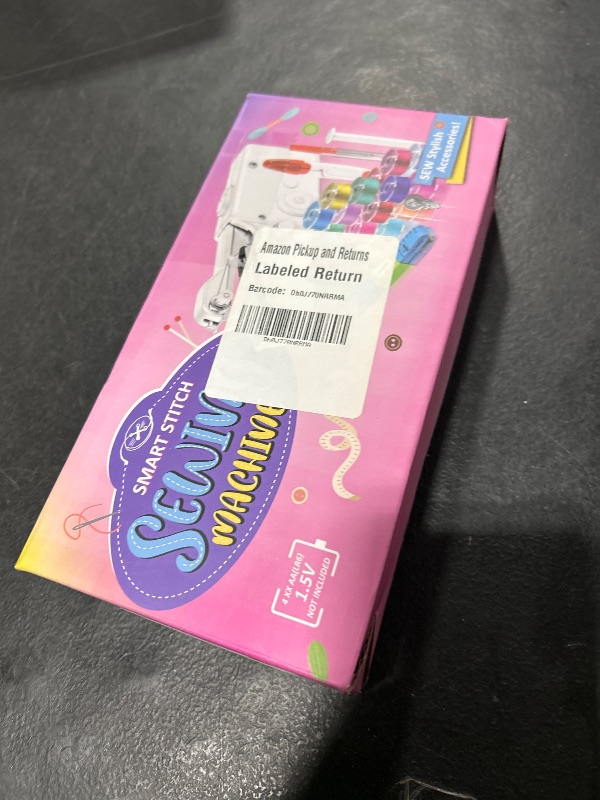 SEW Stylish
Accessories!
Amazon Pickup and Returns
Labeled Return
Barcode:
SMART STITCH
SEWING
MACHINE
4 XX AA(LR6)
1.5V
NOT INCLUDED